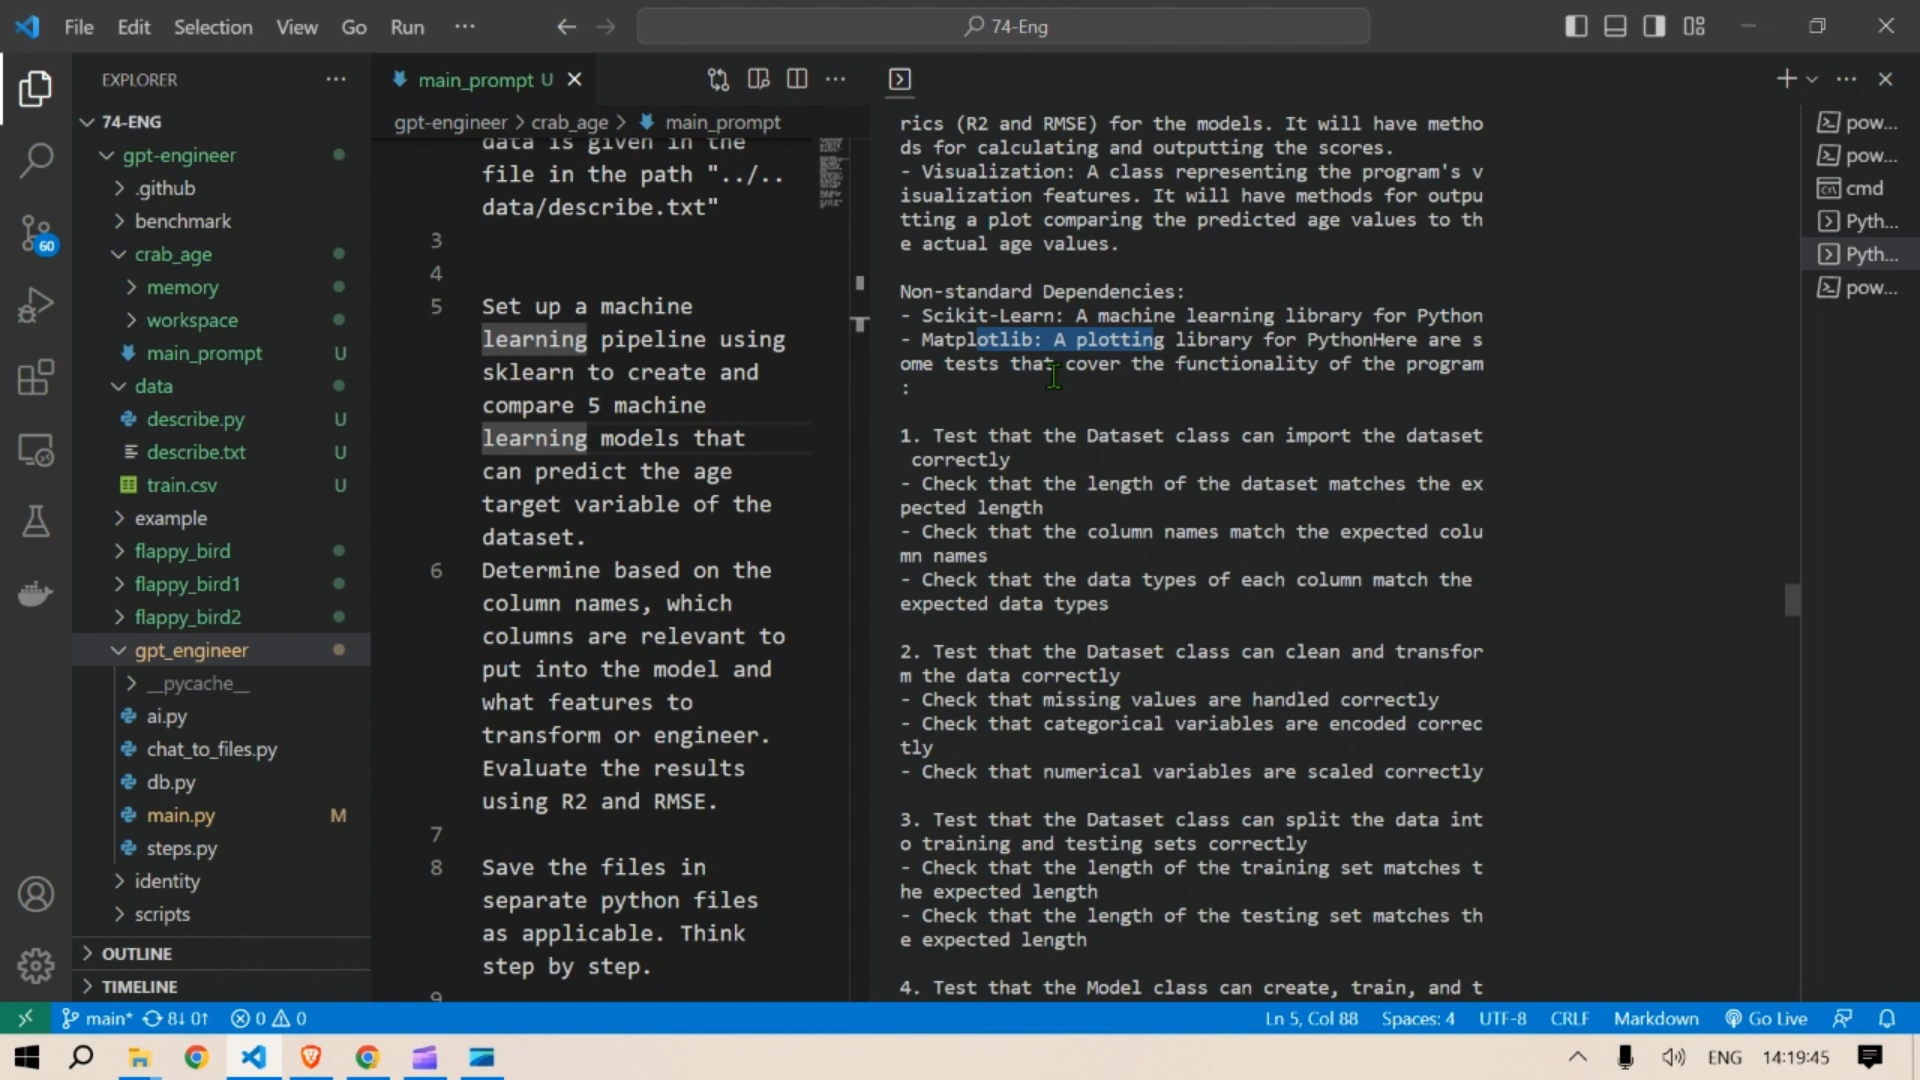 File Edit Selection View Go Run ···
74-Eng
EXPLORER
74-ENG
gpt-engineer
.github
benchmark
crab_age
memory
workspace
main_prompt U
data
describe.py U
describe.txt U
train.csv U
example
flappy_bird
flappy_bird1
flappy_bird2
gpt_engineer
__pycache__
ai.py
chat_to_files.py
db.py
main.py M
steps.py
identity
scripts
OUTLINE
TIMELINE
60
main_prompt U
gpt-engineer > crab_age > main_prompt
data is given in the
file in the path "../..
data/describe.txt"
3
4
5 Set up a machine
learning pipeline using
sklearn to create and
compare 5 machine
learning models that
can predict the age
target variable of the
dataset.
6 Determine based on the
column names, which
columns are relevant to
put into the model and
what features to
transform or engineer.
Evaluate the results
using R2 and RMSE.
7
8 Save the files in
separate python files
as applicable. Think
step by step.
9
rics (R2 and RMSE) for the models. It will have metho
ds for calculating and outputting the scores.
- Visualization: A class representing the program's v
isualization features. It will have methods for outpu
tting a plot comparing the predicted age values to th
e actual age values.
Non-standard Dependencies:
- Scikit-Learn: A machine learning library for Python
- Matplotlib: A plotting library for PythonHere are s
ome tests that cover the functionality of the program
:
1. Test that the Dataset class can import the dataset
correctly
- Check that the length of the dataset matches the ex
pected length
- Check that the column names match the expected colu
mn names
- Check that the data types of each column match the
expected data types
2. Test that the Dataset class can clean and transfor
m the data correctly
- Check that missing values are handled correctly
- Check that categorical variables are encoded correc
tly
- Check that numerical variables are scaled correctly
3. Test that the Dataset class can split the data int
o training and testing sets correctly
- Check that the length of the training set matches t
he expected length
- Check that the length of the testing set matches th
e expected length
4. Test that the Model class can create, train, and t
pow...
pow...
cmd
Pyth...
Pyth...
pow...
main* 8↓ 0↑ 0 0
Ln 5, Col 88 Spaces: 4 UTF-8 CRLF Markdown Go Live
ENG 14:19:45